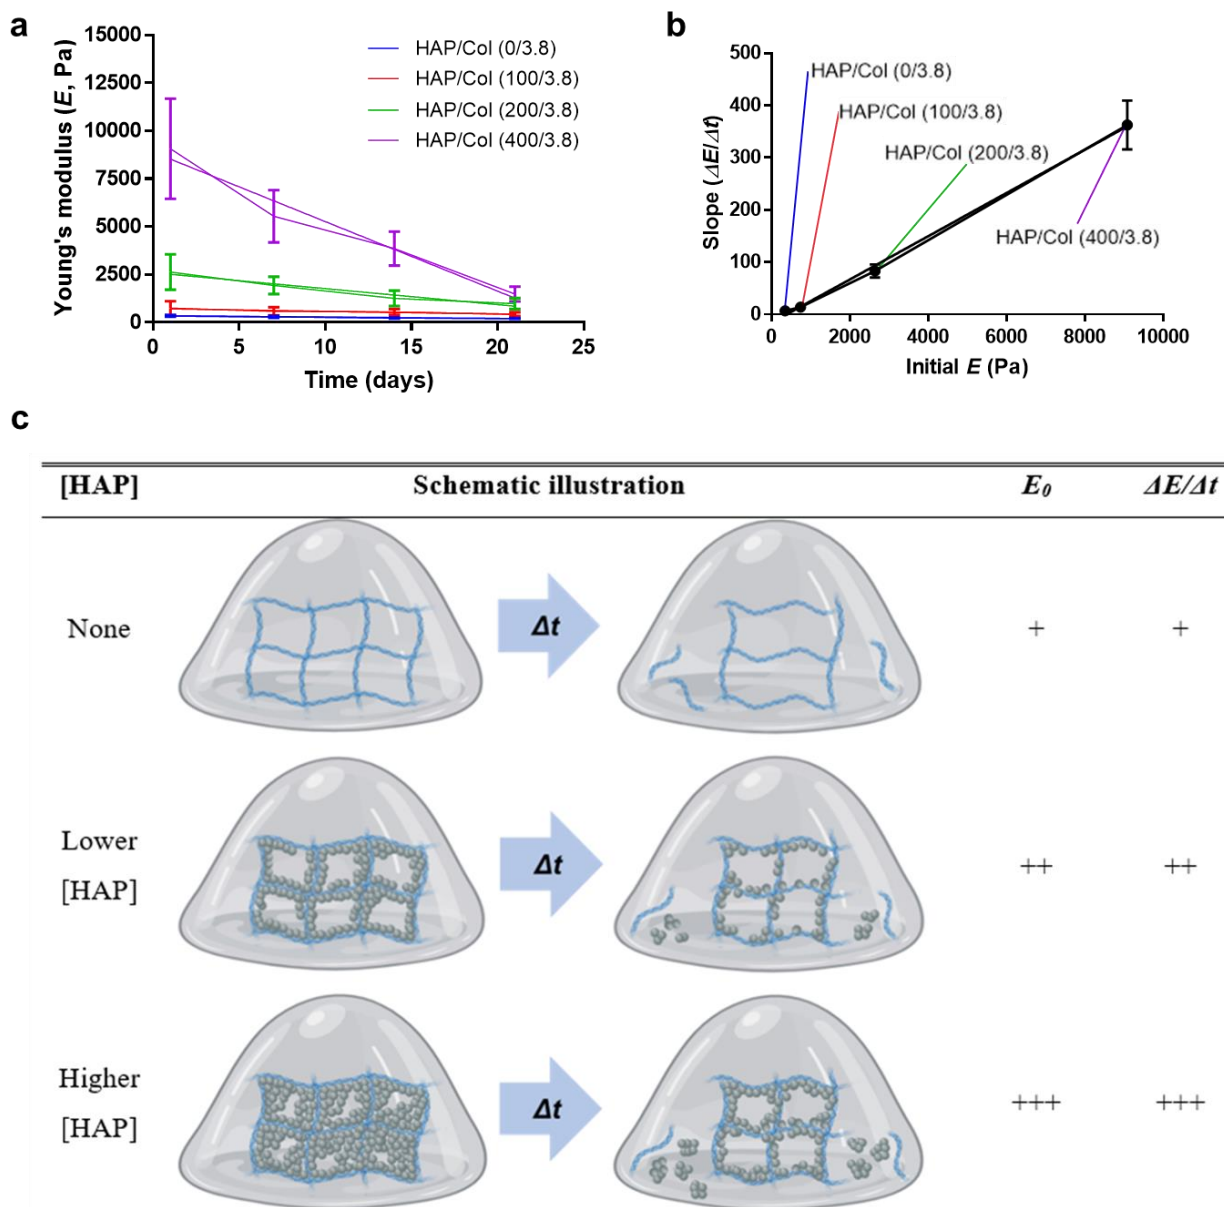 a
15000
12500
10000
7500
5000
2500
0
Young's modulus (E, Pa)
0 5 10 15 20 25
Time (days)
HAP/Col (0/3.8)
HAP/Col (100/3.8)
HAP/Col (200/3.8)
HAP/Col (400/3.8)
b
500
400
300
200
100
0
Slope (ΔE/Δt)
0 2000 4000 6000 8000 10000
Initial E (Pa)
HAP/Col (0/3.8)
HAP/Col (100/3.8)
HAP/Col (200/3.8)
HAP/Col (400/3.8)
c
[HAP] Schematic illustration E₀ ΔE/Δt
None Δt + +
Lower
[HAP] Δt ++ ++
Higher
[HAP] Δt +++ +++